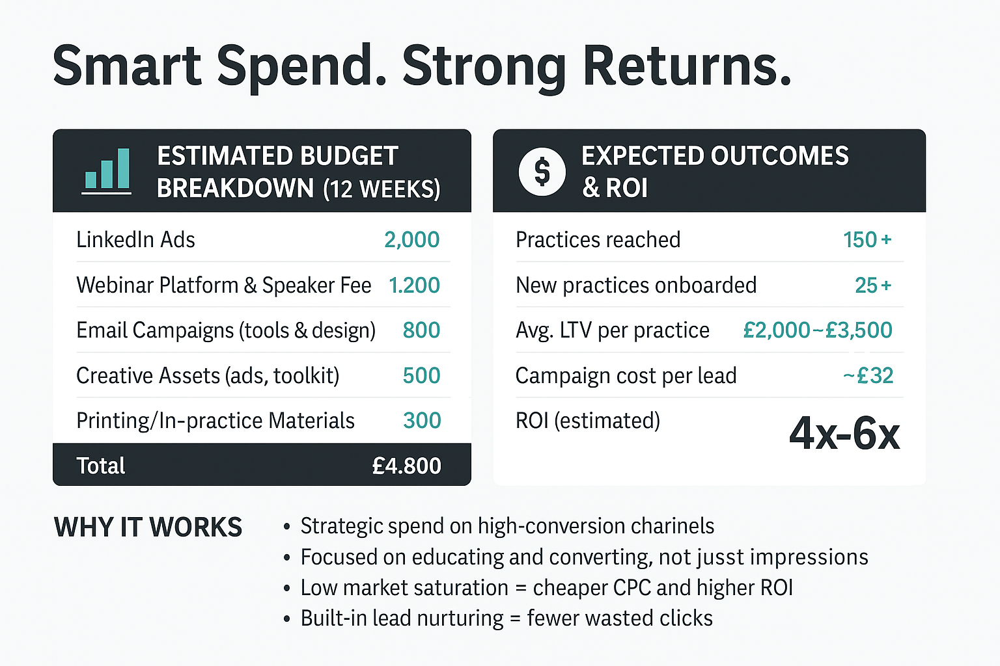 Smart Spend. Strong Returns.
ESTIMATED BUDGET
BREAKDOWN (12 WEEKS)
LinkedIn Ads 2,000
Webinar Platform & Speaker Fee 1.200
Email Campaigns (tools & design) 800
Creative Assets (ads, toolkit) 500
Printing/In-practice Materials 300
Total £4.800
$
EXPECTED OUTCOMES
& ROI
Practices reached 150+
New practices onboarded 25+
Avg. LTV per practice £2,000~£3,500
Campaign cost per lead ~£32
ROI (estimated) 4x-6x
WHY IT WORKS
• Strategic spend on high-conversion charinels
• Focused on educating and converting, not jusst impressions
• Low market saturation = cheaper CPC and higher ROI
• Built-in lead nurturing = fewer wasted clicks